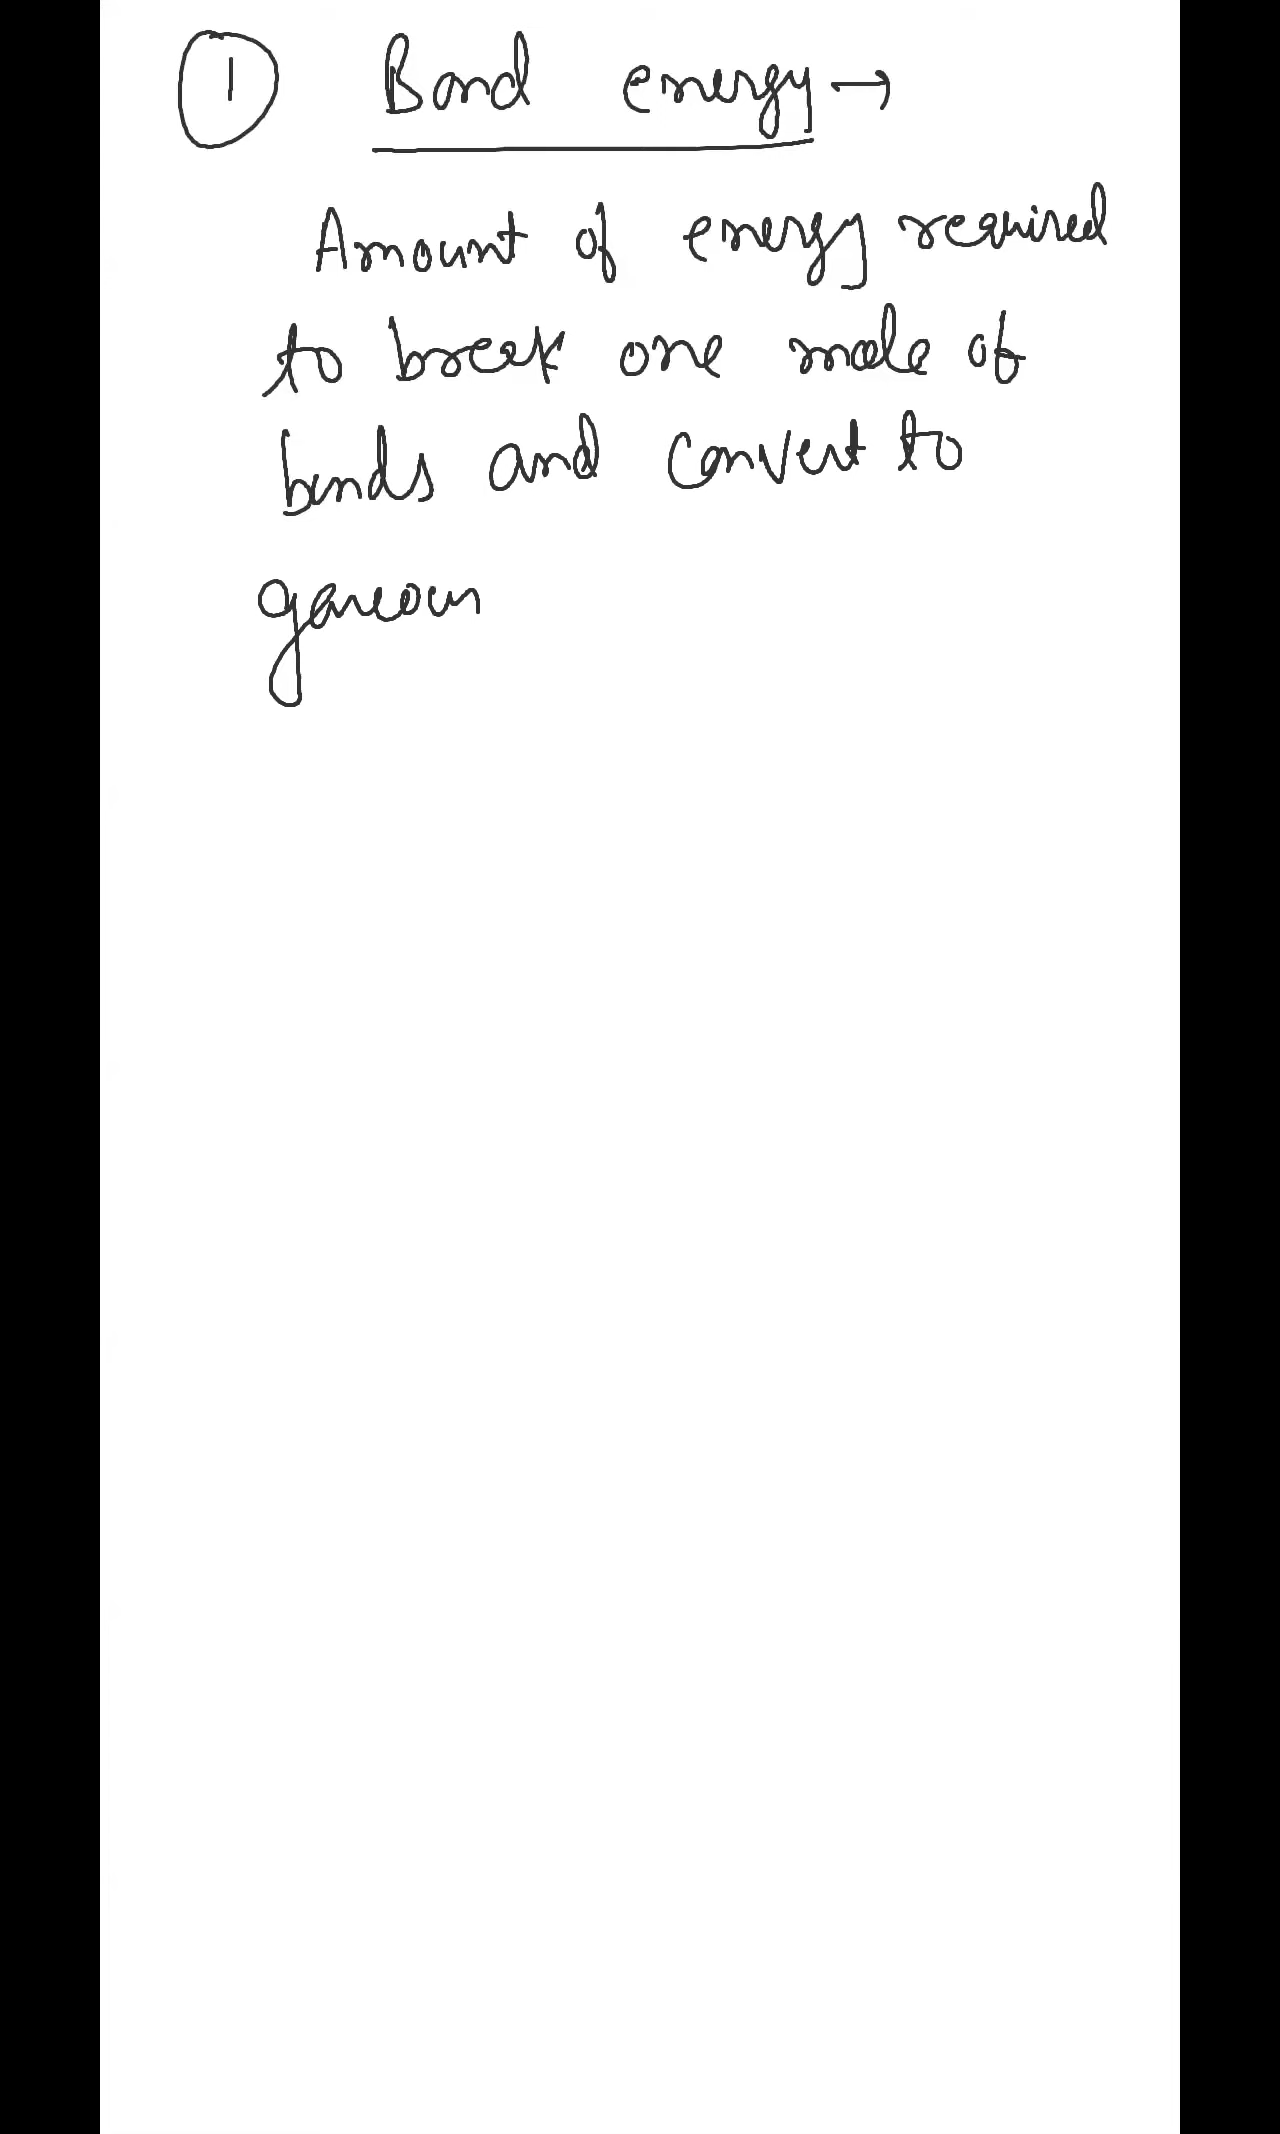 1 Bond energy →
Amount of energy required
to break one mole of
bonds and convert to
gaseous